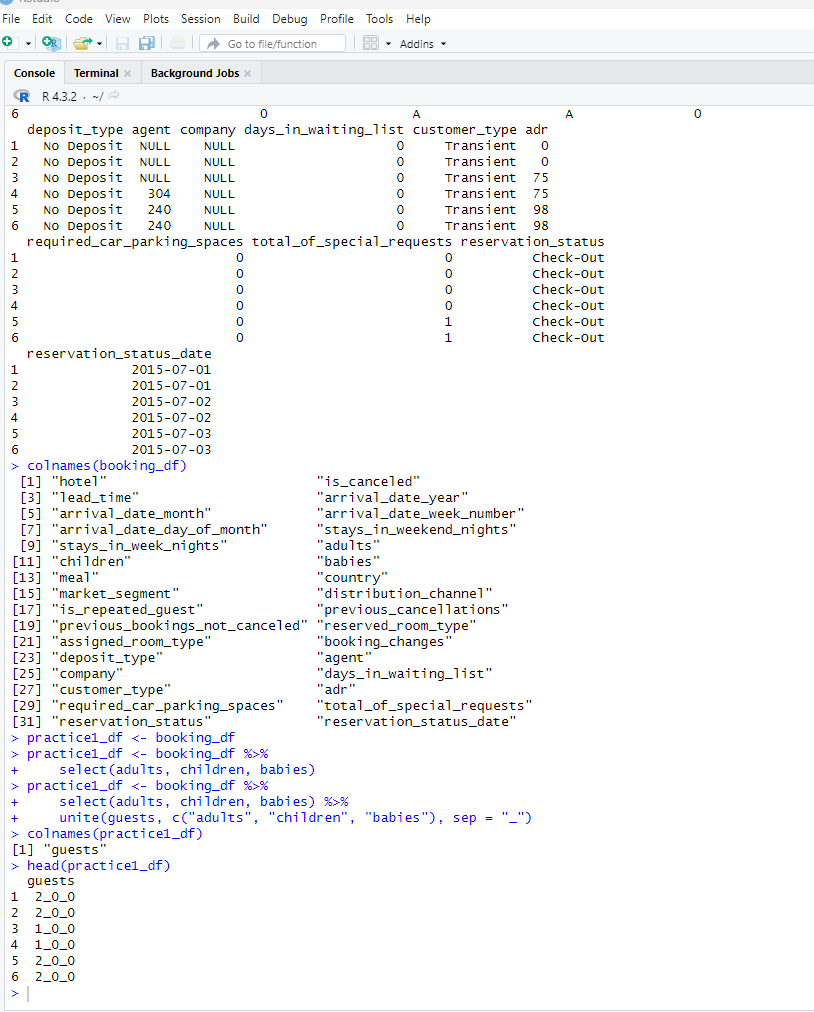 RStudio
File Edit Code View Plots Session Build Debug Profile Tools Help
Go to file/function Addins
Console Terminal Background Jobs
R R 4.3.2 · ~/
6                              0                  A                  A               0
  deposit_type agent company days_in_waiting_list customer_type adr
1   No Deposit  NULL    NULL                    0     Transient   0
2   No Deposit  NULL    NULL                    0     Transient   0
3   No Deposit  NULL    NULL                    0     Transient  75
4   No Deposit   304    NULL                    0     Transient  75
5   No Deposit   240    NULL                    0     Transient  98
6   No Deposit   240    NULL                    0     Transient  98
  required_car_parking_spaces total_of_special_requests reservation_status
1                           0                         0          Check-Out
2                           0                         0          Check-Out
3                           0                         0          Check-Out
4                           0                         0          Check-Out
5                           0                         1          Check-Out
6                           0                         1          Check-Out
  reservation_status_date
1              2015-07-01
2              2015-07-01
3              2015-07-02
4              2015-07-02
5              2015-07-03
6              2015-07-03
> colnames(booking_df)
 [1] "hotel"                          "is_canceled"
 [3] "lead_time"                      "arrival_date_year"
 [5] "arrival_date_month"             "arrival_date_week_number"
 [7] "arrival_date_day_of_month"      "stays_in_weekend_nights"
 [9] "stays_in_week_nights"           "adults"
[11] "children"                       "babies"
[13] "meal"                           "country"
[15] "market_segment"                 "distribution_channel"
[17] "is_repeated_guest"              "previous_cancellations"
[19] "previous_bookings_not_canceled" "reserved_room_type"
[21] "assigned_room_type"             "booking_changes"
[23] "deposit_type"                   "agent"
[25] "company"                        "days_in_waiting_list"
[27] "customer_type"                  "adr"
[29] "required_car_parking_spaces"    "total_of_special_requests"
[31] "reservation_status"             "reservation_status_date"
> practice1_df <- booking_df
> practice1_df <- booking_df %>%
+     select(adults, children, babies)
> practice1_df <- booking_df %>%
+     select(adults, children, babies) %>%
+     unite(guests, c("adults", "children", "babies"), sep = "_")
> colnames(practice1_df)
[1] "guests"
> head(practice1_df)
  guests
1  2_0_0
2  2_0_0
3  1_0_0
4  1_0_0
5  2_0_0
6  2_0_0
>